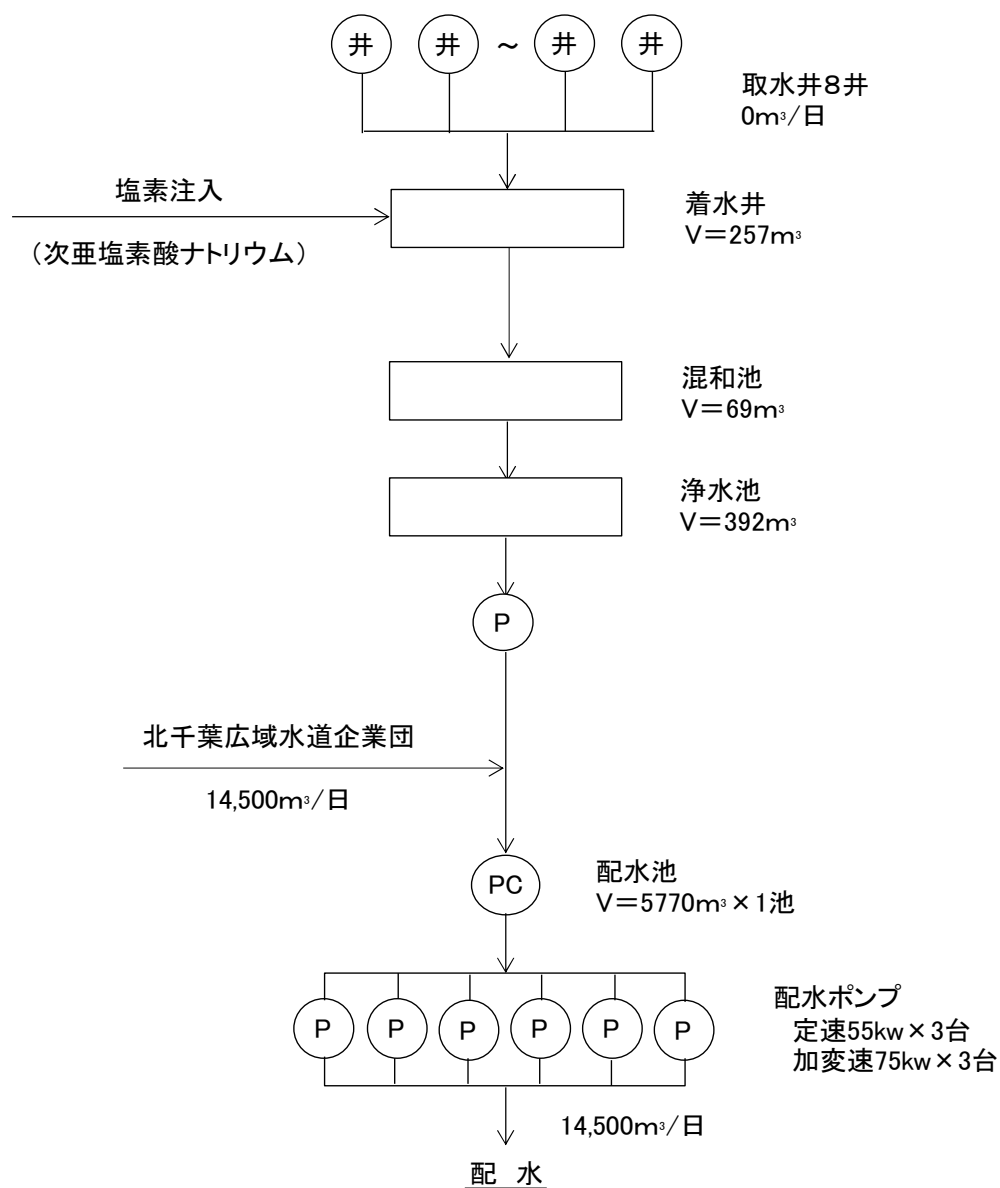 井 井 ~ 井 井
取水井8井
0m³/日
塩素注入
(次亜塩素酸ナトリウム)
着水井
V=257m³
混和池
V=69m³
浄水池
V=392m³
P
北千葉広域水道企業団
14,500m³/日
PC
配水池
V=5770m³×1池
P P P P P P
配水ポンプ
定速55kw×3台
加変速75kw×3台
14,500m³/日
配 水